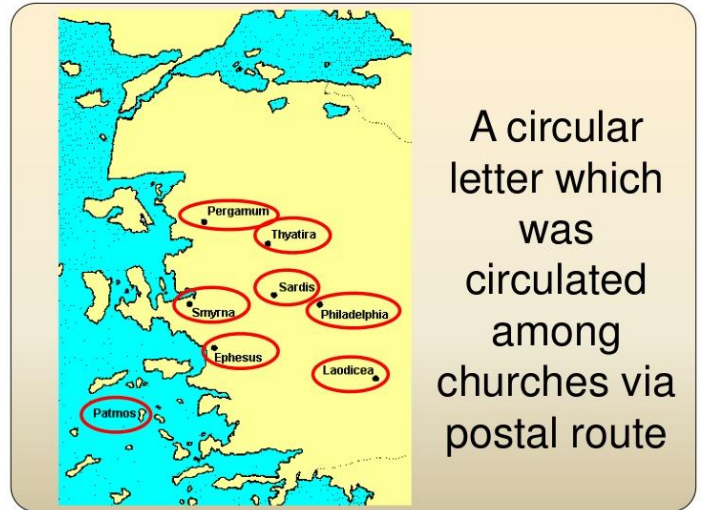 Pergamum
Thyatira
Sardis
Smyrna
Philadelphia
Ephesus
Laodicea
Patmos
A circular
letter which
was
circulated
among
churches via
postal route